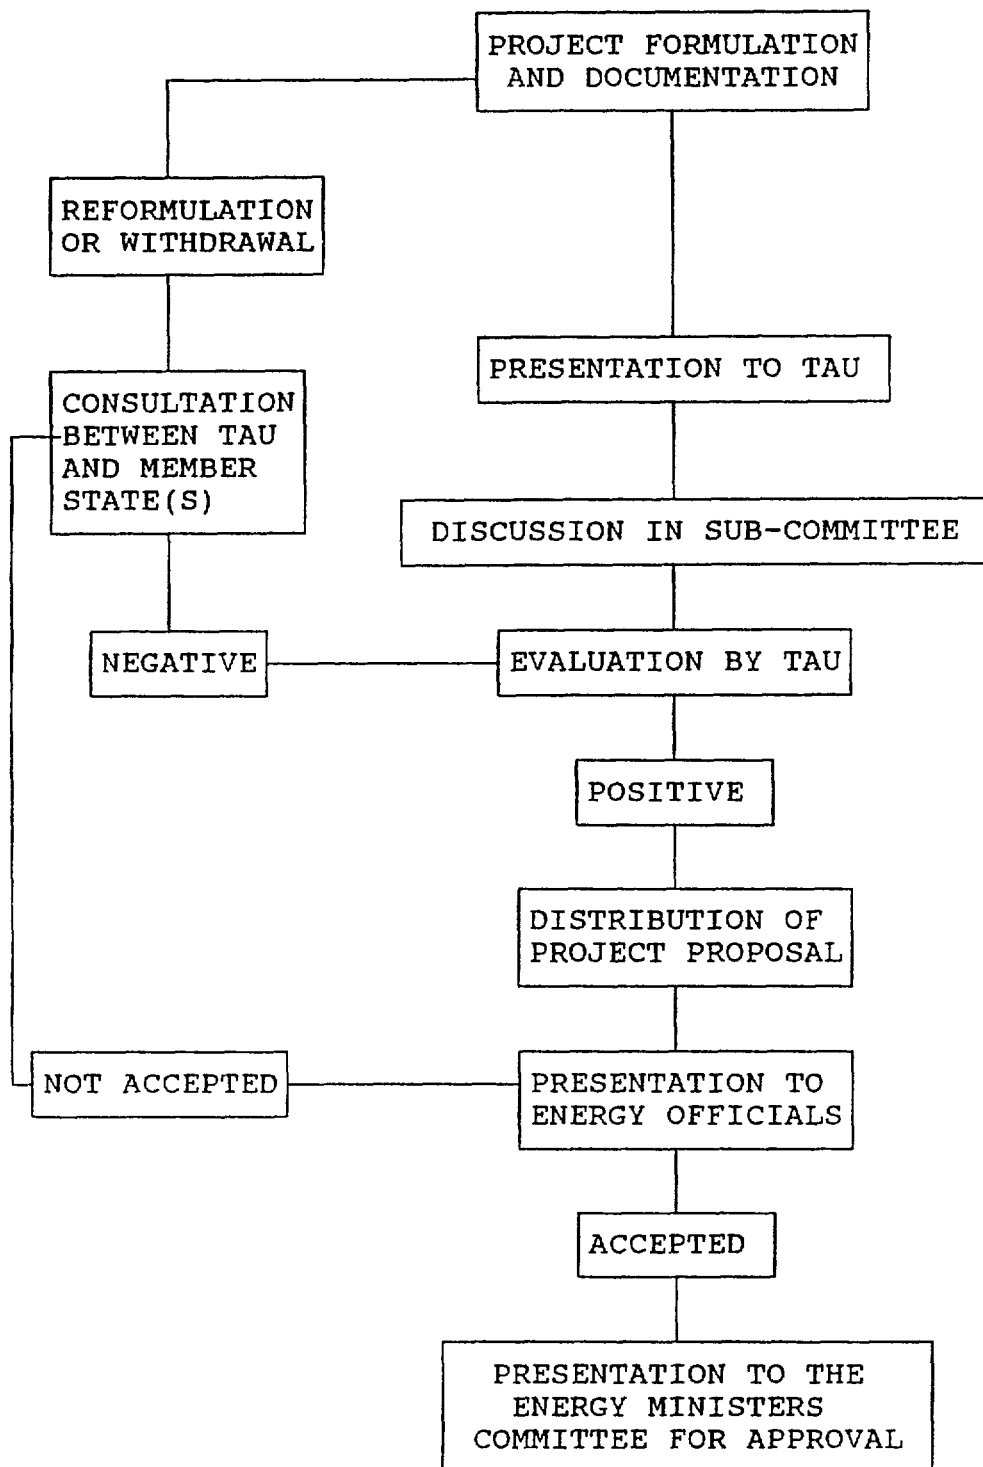 PROJECT FORMULATION
AND DOCUMENTATION
REFORMULATION
OR WITHDRAWAL
PRESENTATION TO TAU
CONSULTATION
BETWEEN TAU
AND MEMBER
STATE(S)
DISCUSSION IN SUB-COMMITTEE
NEGATIVE
EVALUATION BY TAU
POSITIVE
DISTRIBUTION OF
PROJECT PROPOSAL
NOT ACCEPTED
PRESENTATION TO
ENERGY OFFICIALS
ACCEPTED
PRESENTATION TO THE
ENERGY MINISTERS
COMMITTEE FOR APPROVAL